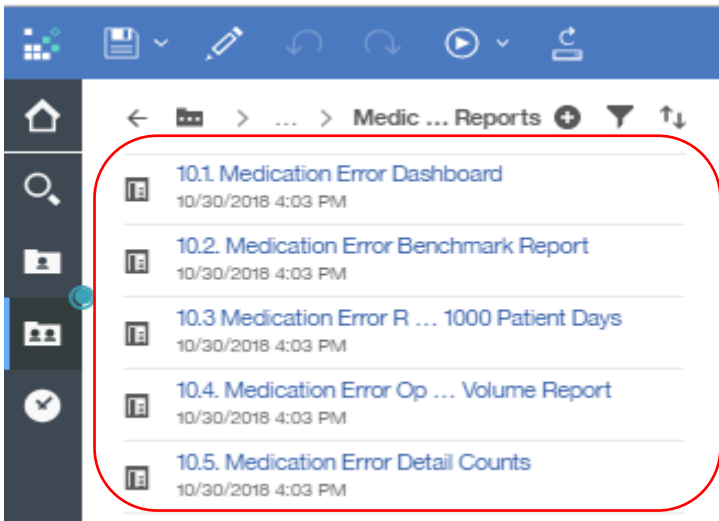 Medic ... Reports
10.1. Medication Error Dashboard
10/30/2018 4:03 PM
10.2. Medication Error Benchmark Report
10/30/2018 4:03 PM
10.3 Medication Error R ... 1000 Patient Days
10/30/2018 4:03 PM
10.4. Medication Error Op ... Volume Report
10/30/2018 4:03 PM
10.5. Medication Error Detail Counts
10/30/2018 4:03 PM